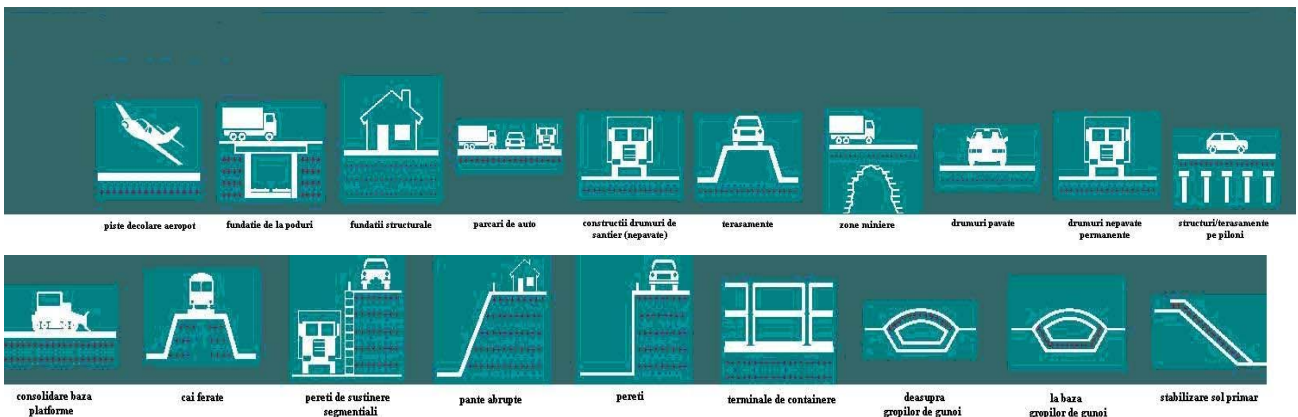 piste decolare aeropot
fundatie de la poduri
fundatii structurale
parcari de auto
constructii drumuri de
santier (nepavate)
terasamente
zone miniere
drumuri pavate
drumuri nepavate
permanente
structuri/terasamente
pe piloni
consolidare baza
platforme
cai ferate
pereti de sustinere
segmentiali
pante abrupte
pereti
terminale de containere
deasupra
gropilor de gunoi
la baza
gropilor de gunoi
stabilizare sol primar